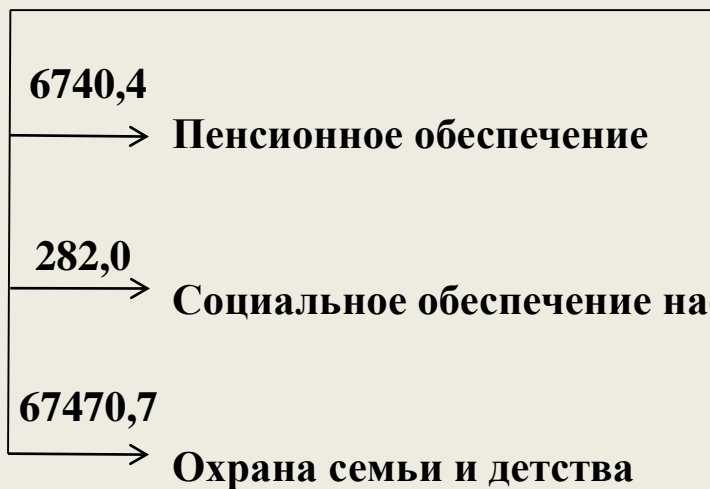 6740,4
Пенсионное обеспечение
282,0
Социальное обеспечение
67470,7
Охрана семьи и детства